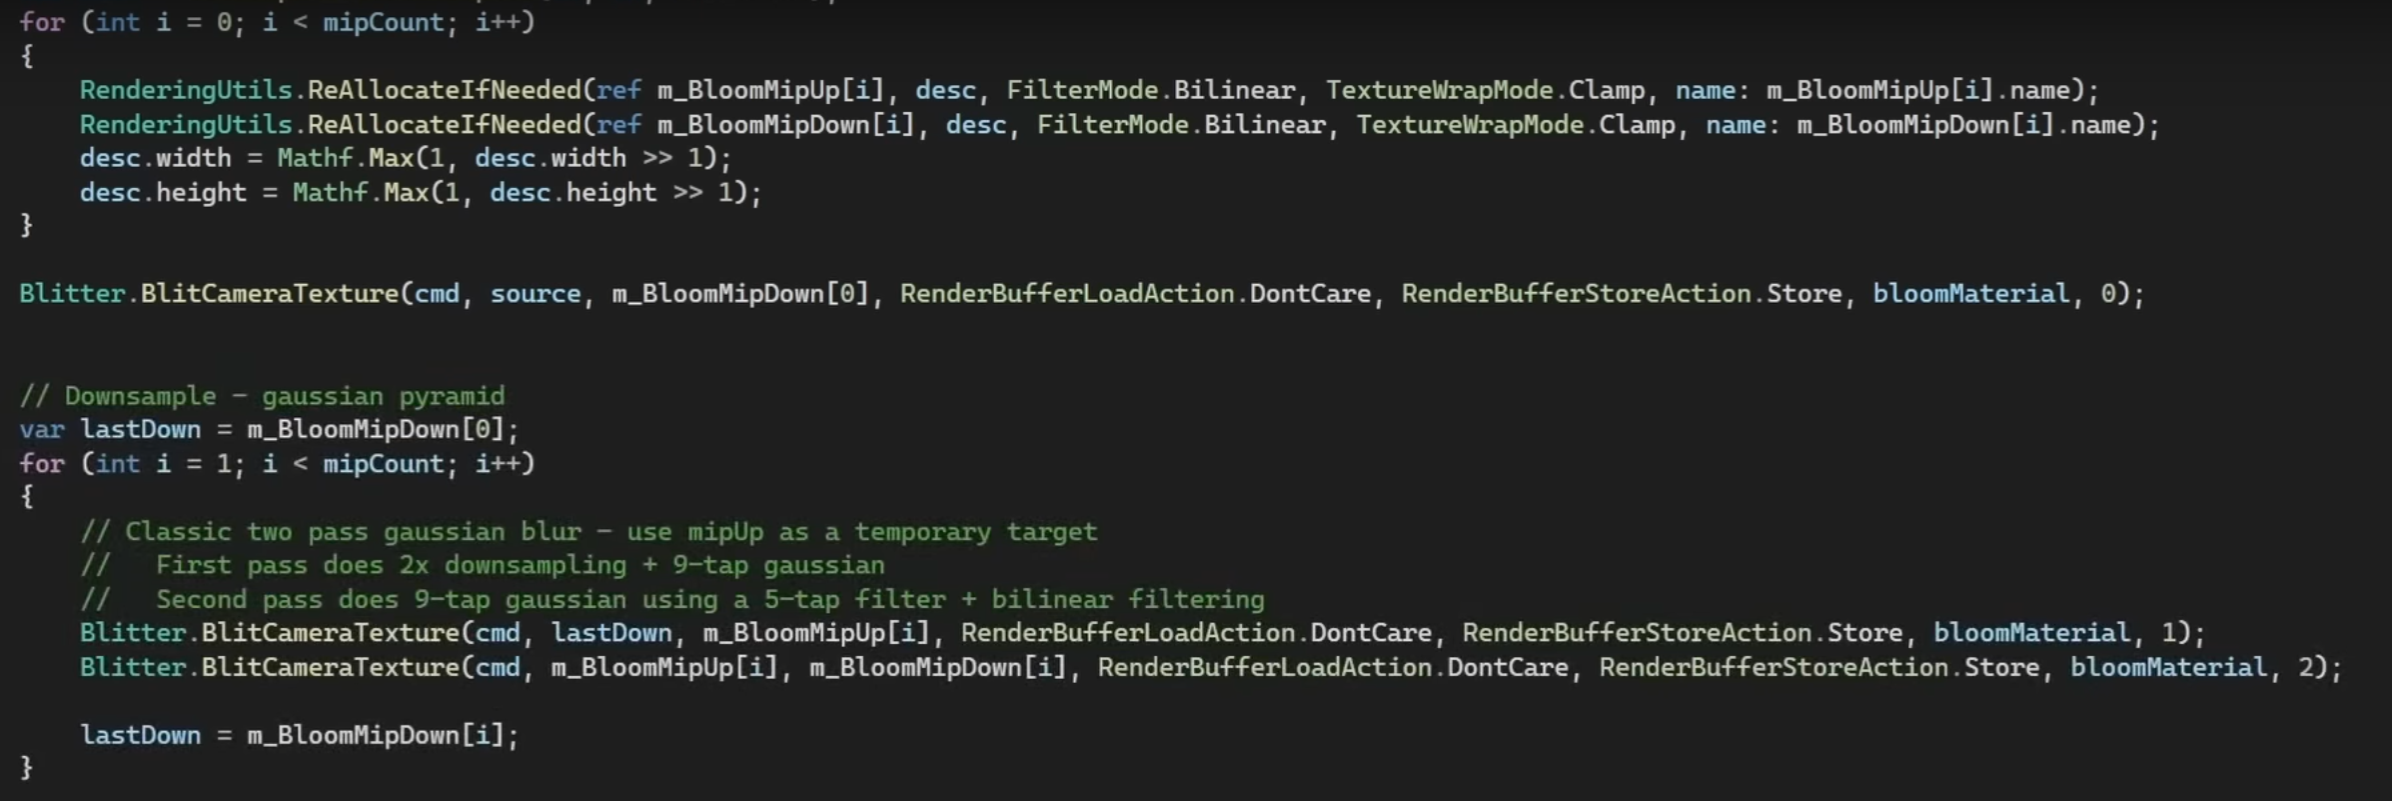 for (int i = 0; i < mipCount; i++)
{
    RenderingUtils.ReAllocateIfNeeded(ref m_BloomMipUp[i], desc, FilterMode.Bilinear, TextureWrapMode.Clamp, name: m_BloomMipUp[i].name);
    RenderingUtils.ReAllocateIfNeeded(ref m_BloomMipDown[i], desc, FilterMode.Bilinear, TextureWrapMode.Clamp, name: m_BloomMipDown[i].name);
    desc.width = Mathf.Max(1, desc.width >> 1);
    desc.height = Mathf.Max(1, desc.height >> 1);
}
Blitter.BlitCameraTexture(cmd, source, m_BloomMipDown[0], RenderBufferLoadAction.DontCare, RenderBufferStoreAction.Store, bloomMaterial, 0);
// Downsample - gaussian pyramid
var lastDown = m_BloomMipDown[0];
for (int i = 1; i < mipCount; i++)
{
    // Classic two pass gaussian blur - use mipUp as a temporary target
    //   First pass does 2x downsampling + 9-tap gaussian
    //   Second pass does 9-tap gaussian using a 5-tap filter + bilinear filtering
    Blitter.BlitCameraTexture(cmd, lastDown, m_BloomMipUp[i], RenderBufferLoadAction.DontCare, RenderBufferStoreAction.Store, bloomMaterial, 1);
    Blitter.BlitCameraTexture(cmd, m_BloomMipUp[i], m_BloomMipDown[i], RenderBufferLoadAction.DontCare, RenderBufferStoreAction.Store, bloomMaterial, 2);
    lastDown = m_BloomMipDown[i];
}